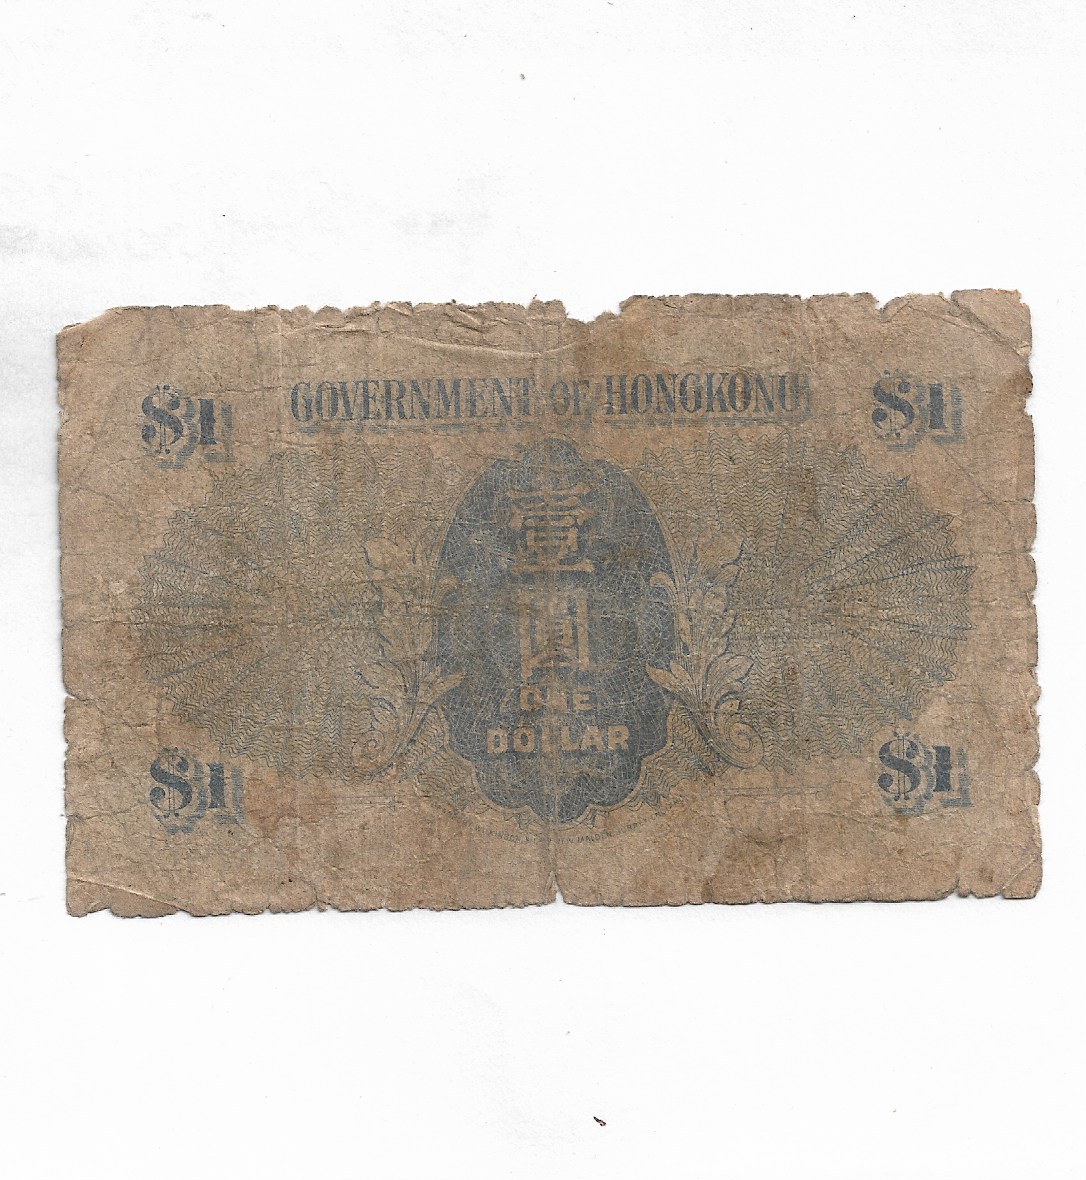 GOVERNMENT OF HONGKONG
$1 $1
壹
圓
ONE
DOLLAR
$1 $1